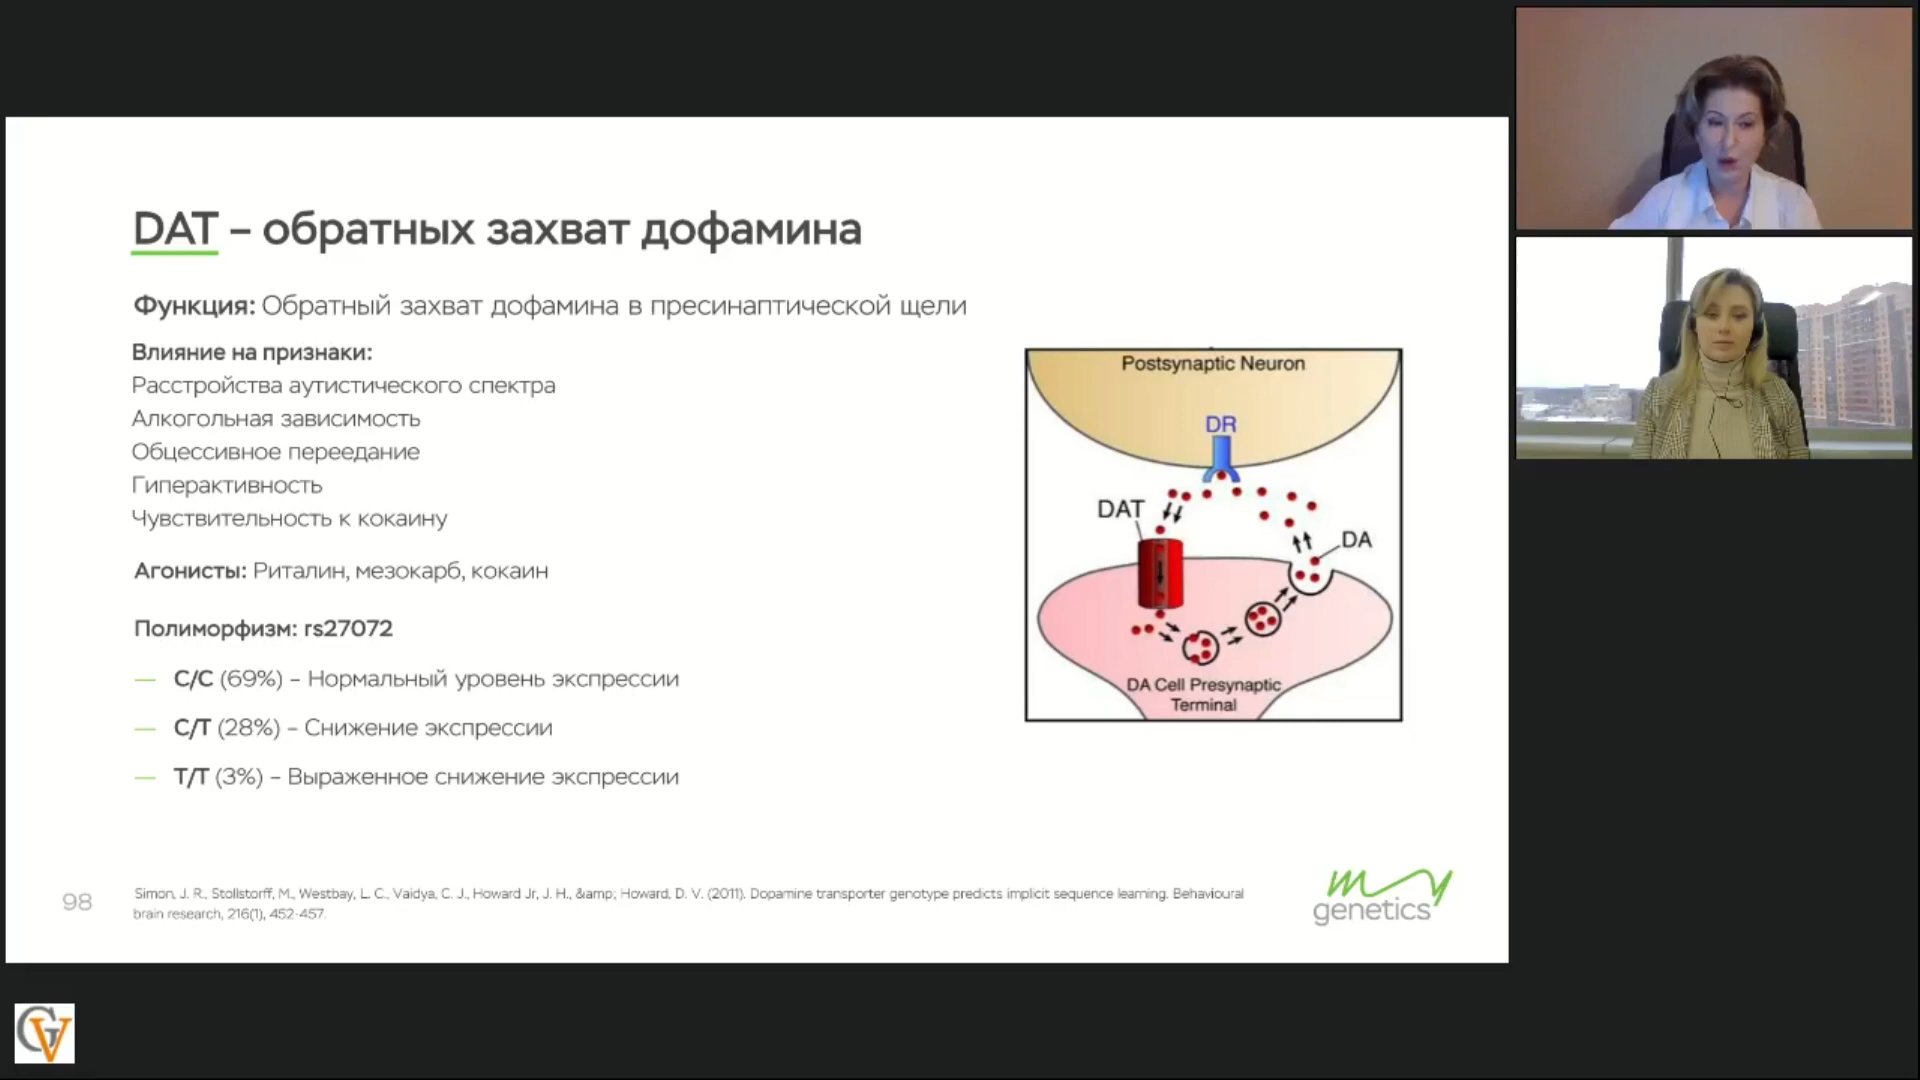 DAT – обратных захват дофамина
Функция: Обратный захват дофамина в пресинаптической щели
Влияние на признаки:
Расстройства аутистического спектра
Алкогольная зависимость
Обцессивное переедание
Гиперактивность
Чувствительность к кокаину
Агонисты: Риталин, мезокарб, кокаин
Полиморфизм: rs27072
— C/C (69%) – Нормальный уровень экспрессии
— C/T (28%) – Снижение экспрессии
— T/T (3%) – Выраженное снижение экспрессии
Postsynaptic Neuron
DR
DAT
DA
DA Cell Presynaptic
Terminal
98
Simon, J. R., Stollstorff, M., Westbay, L. C., Vaidya, C. J., Howard Jr, J. H., &amp; Howard, D. V. (2011). Dopamine transporter genotype predicts implicit sequence learning. Behavioural
brain research, 216(1), 452-457.
my
genetics
GV